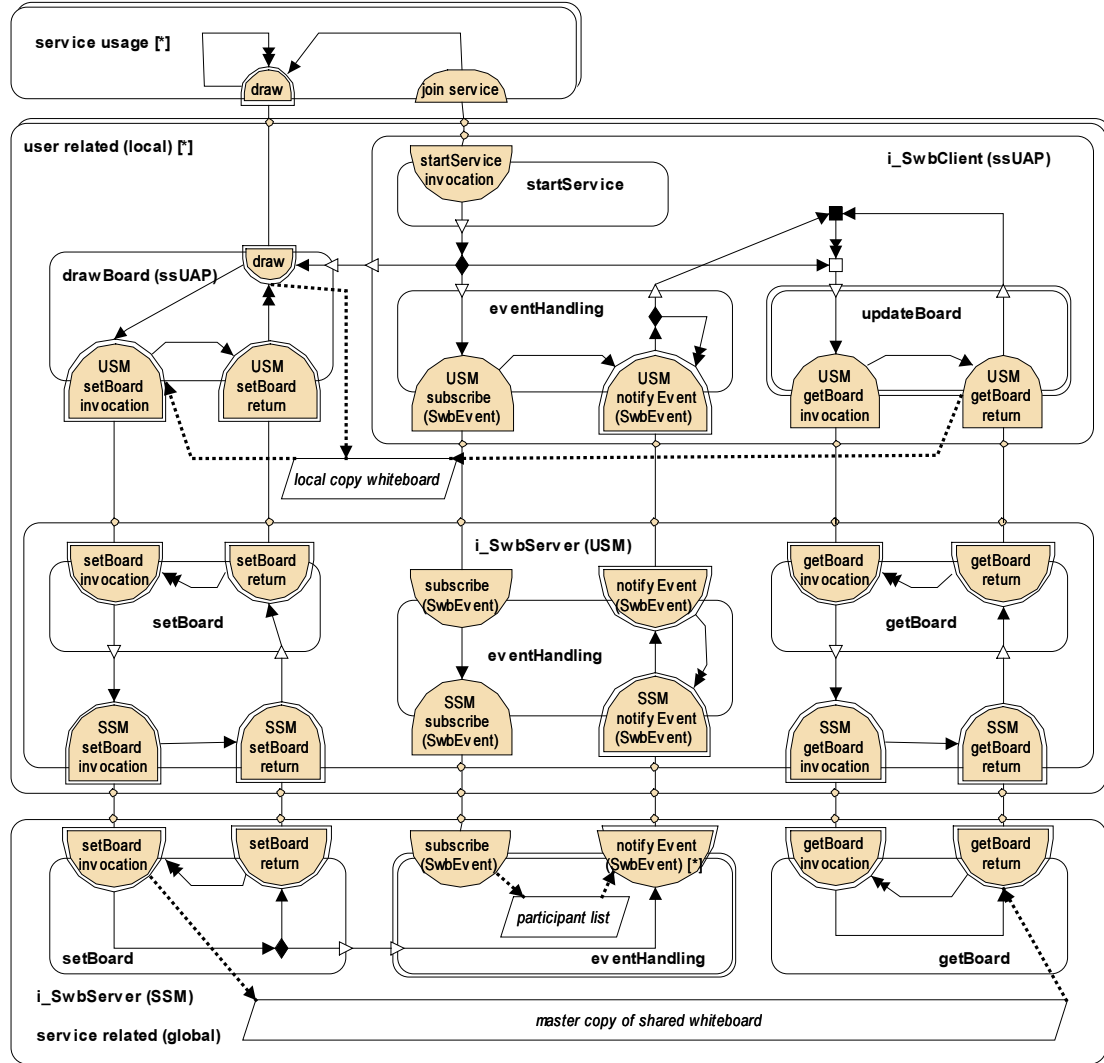 service usage [*]
draw
join service
user related (local) [*]
i_SwbClient (ssUAP)
startService
invocation
startService
draw
drawBoard (ssUAP)
eventHandling
updateBoard
USM
setBoard
invocation
USM
setBoard
return
USM
subscribe
(SwbEvent)
USM
notify Event
(SwbEvent)
USM
getBoard
invocation
USM
getBoard
return
local copy whiteboard
i_SwbServer (USM)
setBoard
invocation
setBoard
return
subscribe
(SwbEvent)
notify Event
(SwbEvent)
getBoard
invocation
getBoard
return
setBoard
eventHandling
getBoard
SSM
setBoard
invocation
SSM
setBoard
return
SSM
subscribe
(SwbEvent)
SSM
notify Event
(SwbEvent)
SSM
getBoard
invocation
SSM
getBoard
return
setBoard
invocation
setBoard
return
subscribe
(SwbEvent)
notify Event
(SwbEvent) [*]
getBoard
invocation
getBoard
return
participant list
setBoard
eventHandling
getBoard
i_SwbServer (SSM)
master copy of shared whiteboard
service related (global)